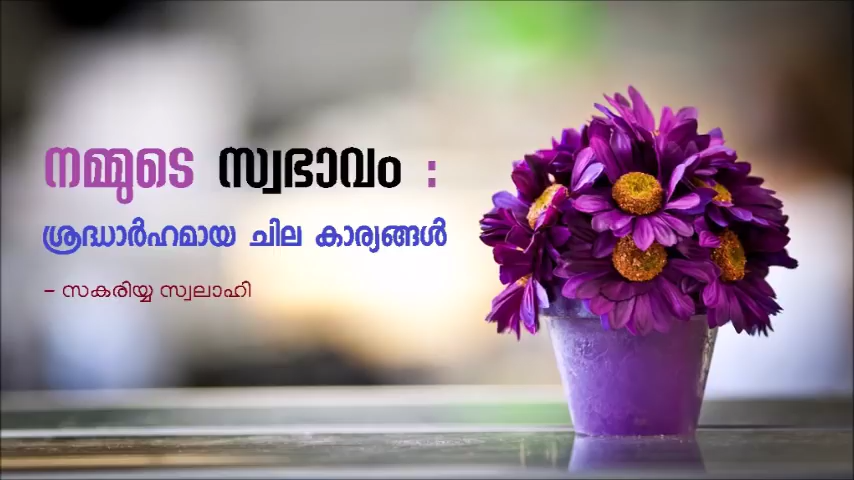 നമ്മുടെ സ്വഭാവം :
ശ്രദ്ധാർഹമായ ചില കാര്യങ്ങൾ
– സകരിയ്യ സ്വലാഹി